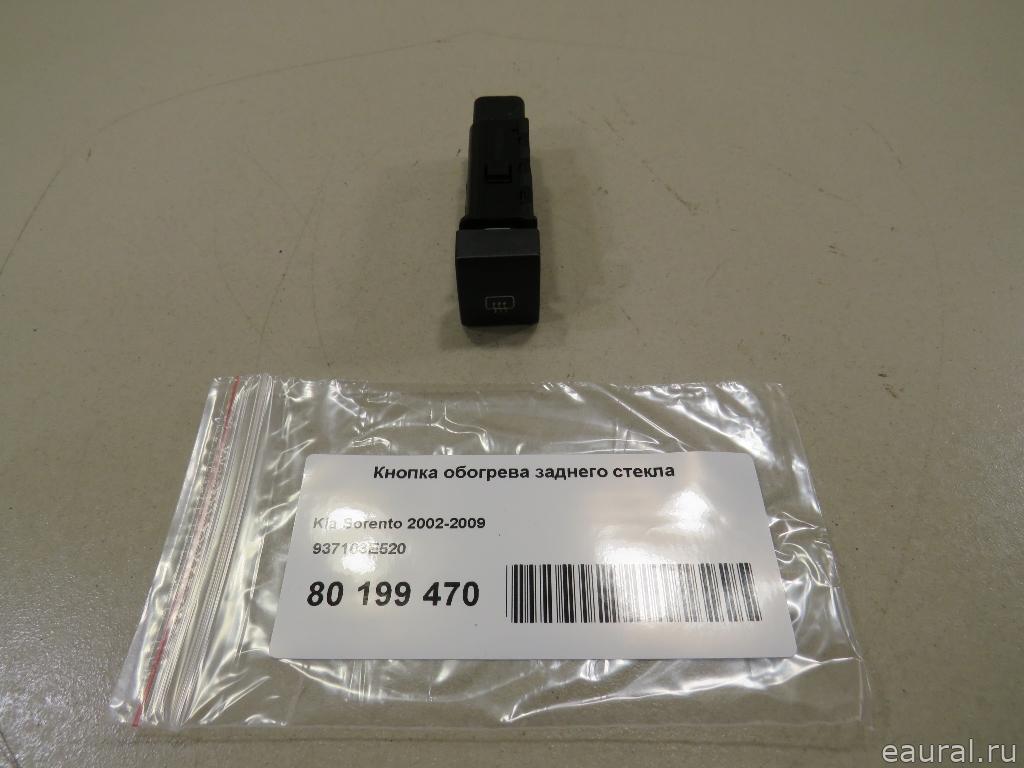 Кнопка обогрева заднего стекла
Kia Sorento 2002-2009
937103E520
80 199 470
eaural.ru